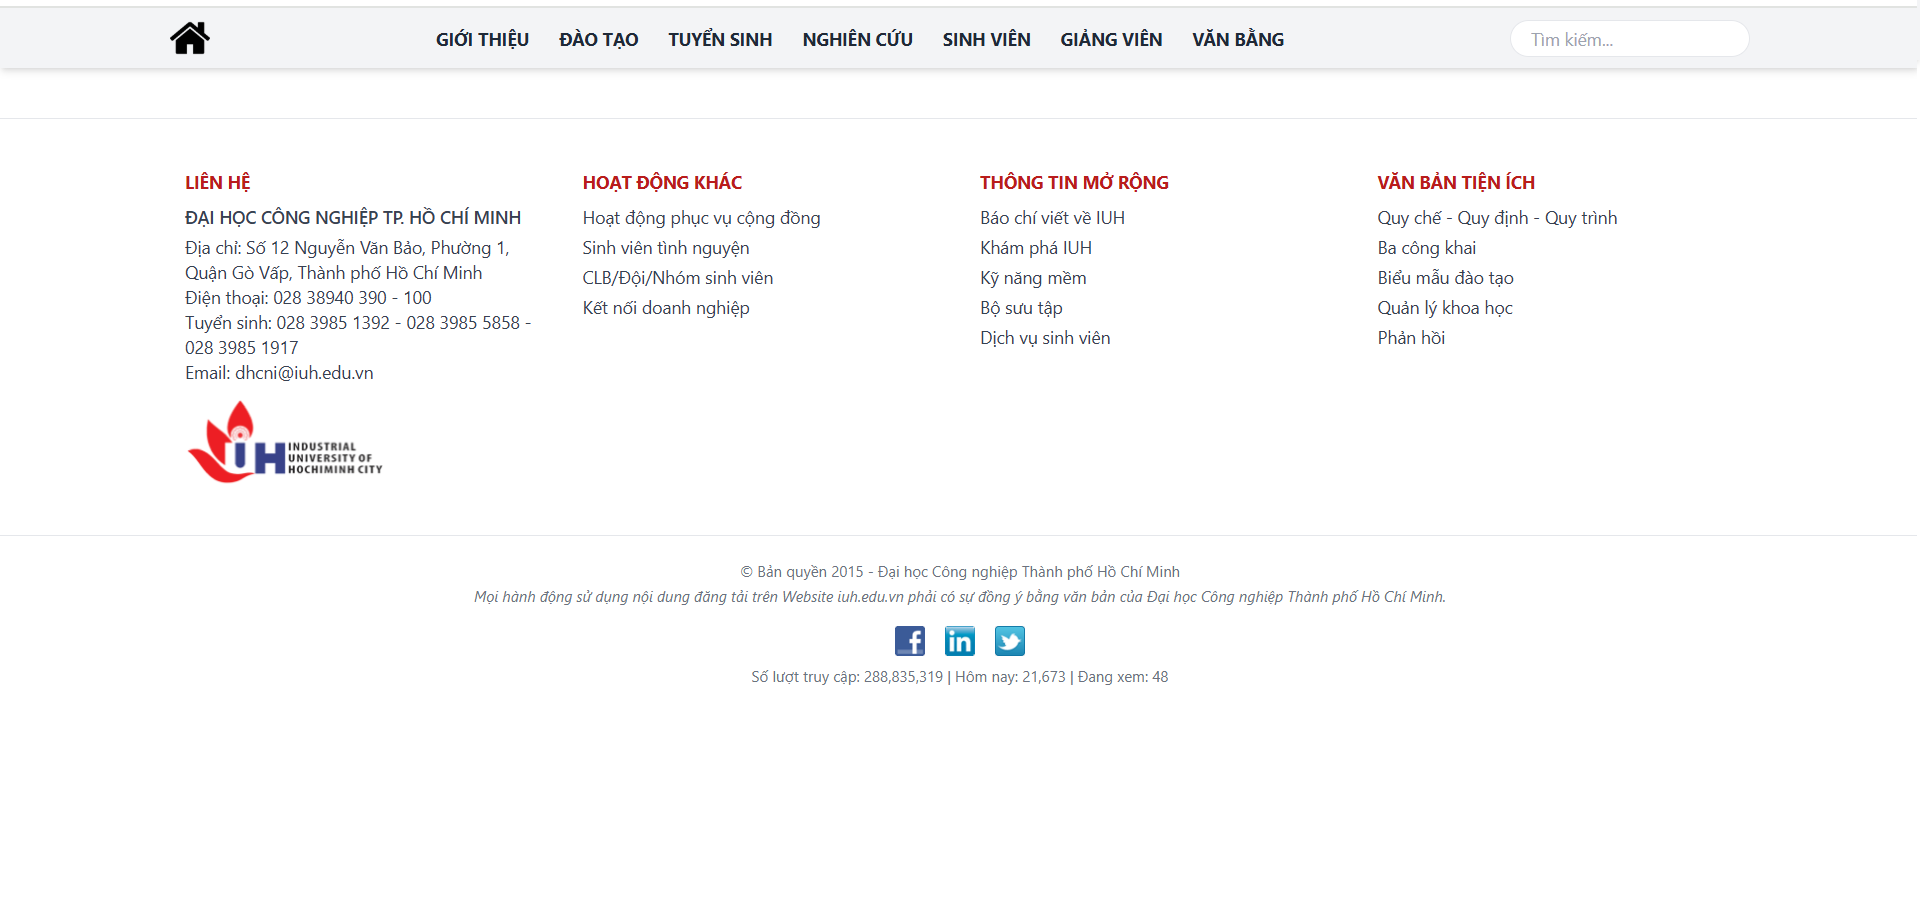 GIỚI THIỆU ĐÀO TẠO TUYỂN SINH NGHIÊN CỨU SINH VIÊN GIẢNG VIÊN VĂN BẰNG Tìm kiếm...
LIÊN HỆ
ĐẠI HỌC CÔNG NGHIỆP TP. HỒ CHÍ MINH
Địa chỉ: Số 12 Nguyễn Văn Bảo, Phường 1,
Quận Gò Vấp, Thành phố Hồ Chí Minh
Điện thoại: 028 38940 390 - 100
Tuyển sinh: 028 3985 1392 - 028 3985 5858 -
028 3985 1917
Email: dhcni@iuh.edu.vn
IUH
INDUSTRIAL
UNIVERSITY OF
HOCHIMINH CITY
HOẠT ĐỘNG KHÁC
Hoạt động phục vụ cộng đồng
Sinh viên tình nguyện
CLB/Đội/Nhóm sinh viên
Kết nối doanh nghiệp
THÔNG TIN MỞ RỘNG
Báo chí viết về IUH
Khám phá IUH
Kỹ năng mềm
Bộ sưu tập
Dịch vụ sinh viên
VĂN BẢN TIỆN ÍCH
Quy chế - Quy định - Quy trình
Ba công khai
Biểu mẫu đào tạo
Quản lý khoa học
Phản hồi
© Bản quyền 2015 - Đại học Công nghiệp Thành phố Hồ Chí Minh
Mọi hành động sử dụng nội dung đăng tải trên Website iuh.edu.vn phải có sự đồng ý bằng văn bản của Đại học Công nghiệp Thành phố Hồ Chí Minh.
f in
Số lượt truy cập: 288,835,319 | Hôm nay: 21,673 | Đang xem: 48